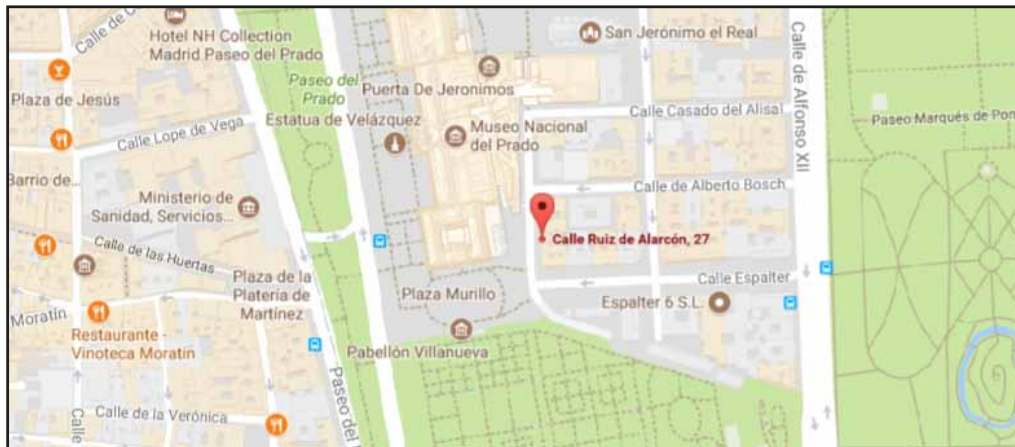 Calle de C
Hotel NH Collection
Madrid Paseo del Prado
San Jerónimo el Real
Calle de Alfonso XII
Plaza de Jesús
Paseo del
Prado
Puerta De Jeronimos
Calle Casado del Alisal
Paseo Marqués de Pon
Calle Lope de Vega
Estatua de Velázquez
Museo Nacional
del Prado
Barrio de...
Ministerio de
Sanidad, Servicios...
Calle de Alberto Bosch
Calle Ruiz de Alarcón, 27
Calle de las Huertas
Plaza de la
Platería de
Martínez
Plaza Murillo
Calle Espalter
Espalter 6 S.L.
Moratín
Restaurante -
Vinoteca Moratín
Pabellón Villanueva
Paseo del
Calle de la Verónica
Calle